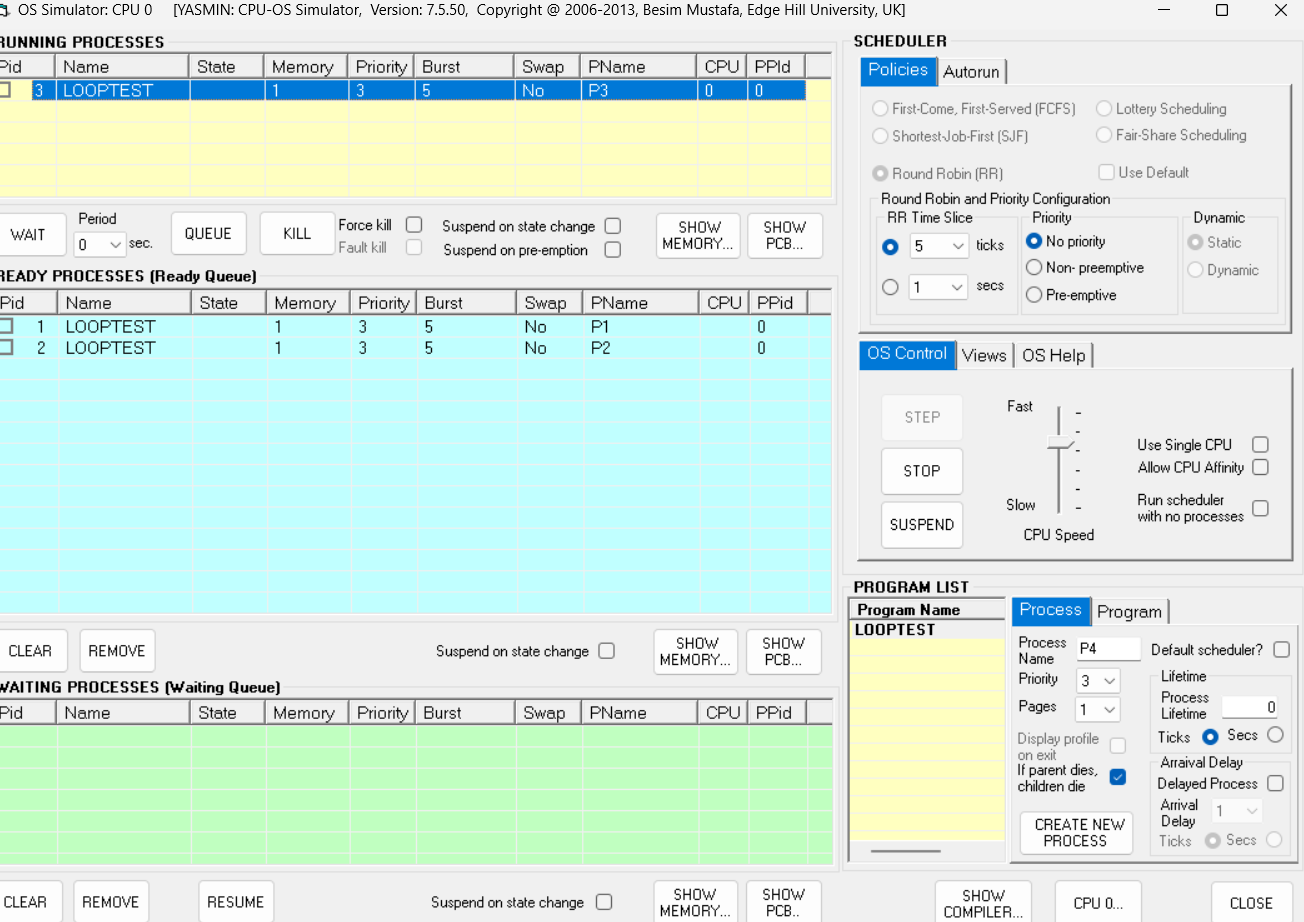 OS Simulator: CPU 0 [YASMIN: CPU-OS Simulator, Version: 7.5.50, Copyright @ 2006-2013, Besim Mustafa, Edge Hill University, UK]
RUNNING PROCESSES
Pid Name State Memory Priority Burst Swap PName CPU PPId
3 LOOPTEST 1 3 5 No P3 0 0
WAIT
Period
0 sec.
QUEUE
KILL
Force kill
Fault kill
Suspend on state change
Suspend on pre-emption
SHOW
MEMORY...
SHOW
PCB...
READY PROCESSES (Ready Queue)
Pid Name State Memory Priority Burst Swap PName CPU PPid
1 LOOPTEST 1 3 5 No P1 0
2 LOOPTEST 1 3 5 No P2 0
CLEAR
REMOVE
Suspend on state change
SHOW
MEMORY...
SHOW
PCB...
WAITING PROCESSES (Waiting Queue)
Pid Name State Memory Priority Burst Swap PName CPU PPid
CLEAR
REMOVE
RESUME
Suspend on state change
SHOW
MEMORY...
SHOW
PCB..
SCHEDULER
Policies Autorun
First-Come, First-Served (FCFS) Lottery Scheduling
Shortest-Job-First (SJF) Fair-Share Scheduling
Round Robin (RR) Use Default
Round Robin and Priority Configuration
RR Time Slice
5 ticks
1 secs
Priority
No priority
Non- preemptive
Pre-emptive
Dynamic
Static
Dynamic
OS Control Views OS Help
STEP
STOP
SUSPEND
Fast
Slow
CPU Speed
Use Single CPU
Allow CPU Affinity
Run scheduler
with no processes
PROGRAM LIST
Program Name
LOOPTEST
Process Program
Process
Name
P4
Priority 3
Pages 1
Display profile
on exit
If parent dies,
children die
CREATE NEW
PROCESS
Default scheduler?
Lifetime
Process
Lifetime
0
Ticks Secs
Arraival Delay
Delayed Process
Arrival
Delay
1
Ticks Secs
SHOW
COMPILER...
CPU 0...
CLOSE